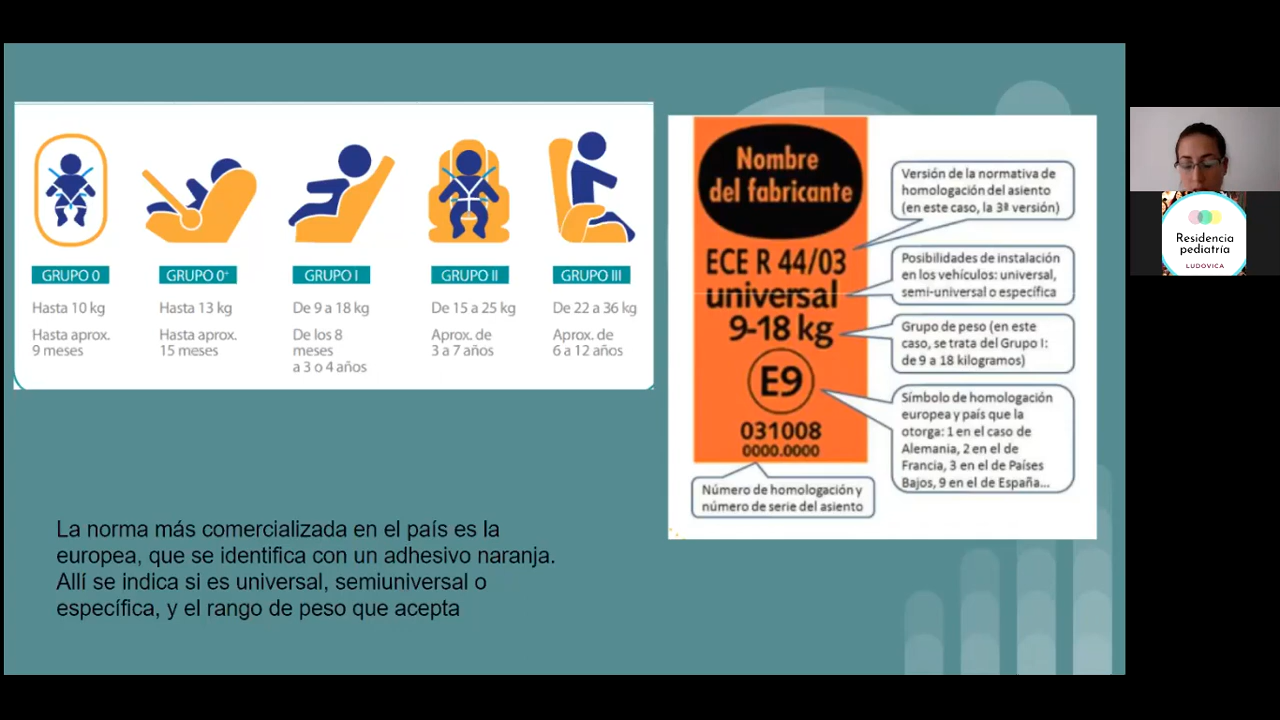 GRUPO 0
Hasta 10 kg
Hasta aprox.
9 meses
GRUPO 0+
Hasta 13 kg
Hasta aprox.
15 meses
GRUPO I
De 9 a 18 kg
De los 8
meses
a 3 o 4 años
GRUPO II
De 15 a 25 kg
Aprox. de
3 a 7 años
GRUPO III
De 22 a 36 kg
Aprox. de
6 a 12 años
Nombre
del fabricante
ECE R 44/03
universal
9-18 kg
E9
031008
0000.0000
Versión de la normativa de
homologación del asiento
(en este caso, la 3ª versión)
Posibilidades de instalación
en los vehículos: universal,
semi-universal o específica
Grupo de peso (en este
caso, se trata del Grupo I:
de 9 a 18 kilogramos)
Símbolo de homologación
europea y país que la
otorga: 1 en el caso de
Alemania, 2 en el de
Francia, 3 en el de Países
Bajos, 9 en el de España...
Número de homologación y
número de serie del asiento
La norma más comercializada en el país es la
europea, que se identifica con un adhesivo naranja.
Allí se indica si es universal, semiuniversal o
específica, y el rango de peso que acepta
Residencia
pediatría
LUDOVICA